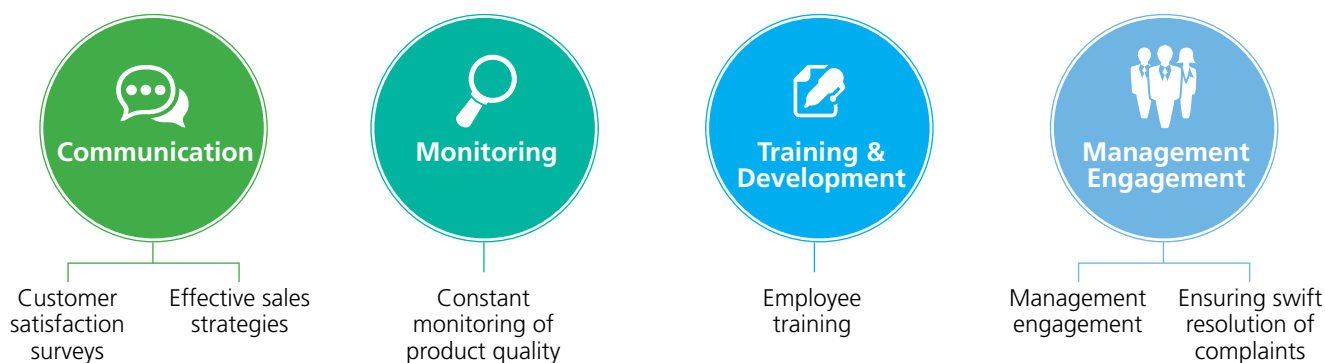 Communication
Monitoring
Training &
Development
Management
Engagement
Customer
satisfaction
surveys
Effective sales
strategies
Constant
monitoring of
product quality
Employee
training
Management
engagement
Ensuring swift
resolution of
complaints